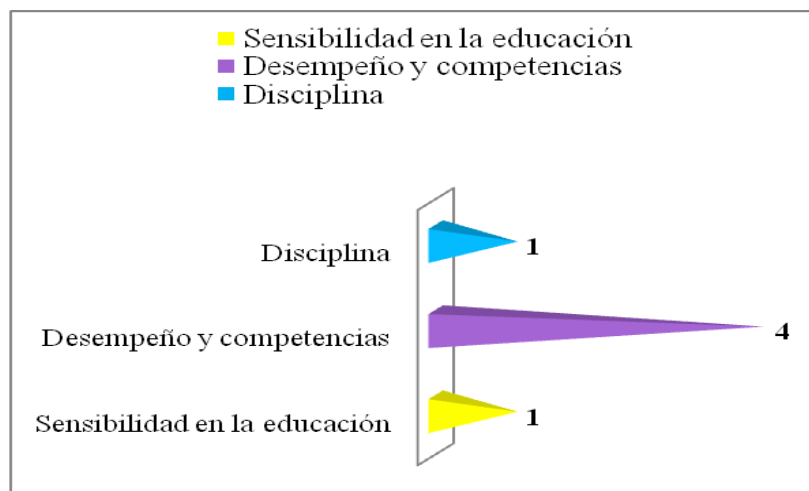 Sensibilidad en la educación
Desempeño y competencias
Disciplina
Disciplina
1
Desempeño y competencias
4
Sensibilidad en la educación
1